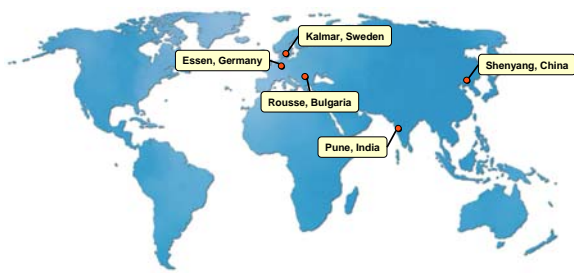 Kalmar, Sweden
Essen, Germany
Shenyang, China
Rousse, Bulgaria
Pune, India